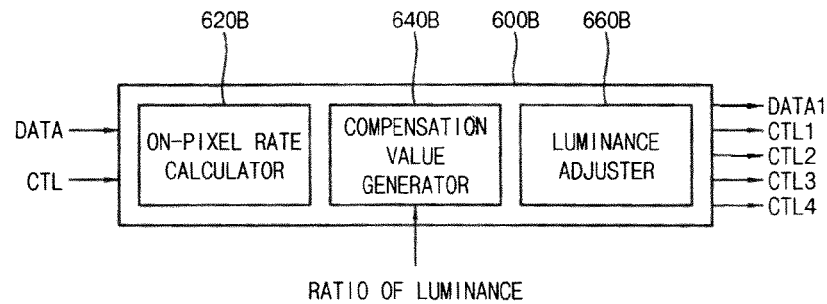 620B 640B 600B 660B
DATA
CTL
ON-PIXEL RATE
CALCULATOR
COMPENSATION
VALUE
GENERATOR
LUMINANCE
ADJUSTER
DATA1
CTL1
CTL2
CTL3
CTL4
RATIO OF LUMINANCE